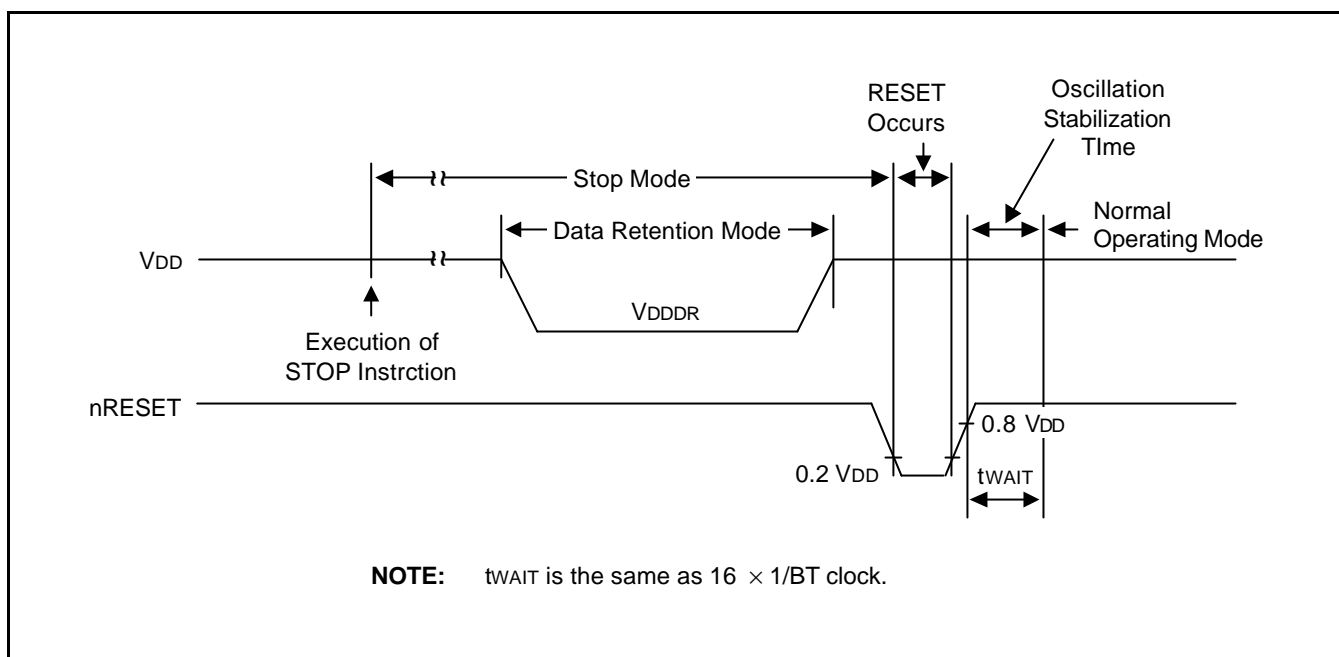 RESET
Occurs
Oscillation
Stabilization
TIme
Stop Mode
Data Retention Mode
Normal
Operating Mode
VDD
VDDDR
Execution of
STOP Instrction
nRESET
0.8 VDD
0.2 VDD
tWAIT
NOTE: tWAIT is the same as 16 × 1/BT clock.